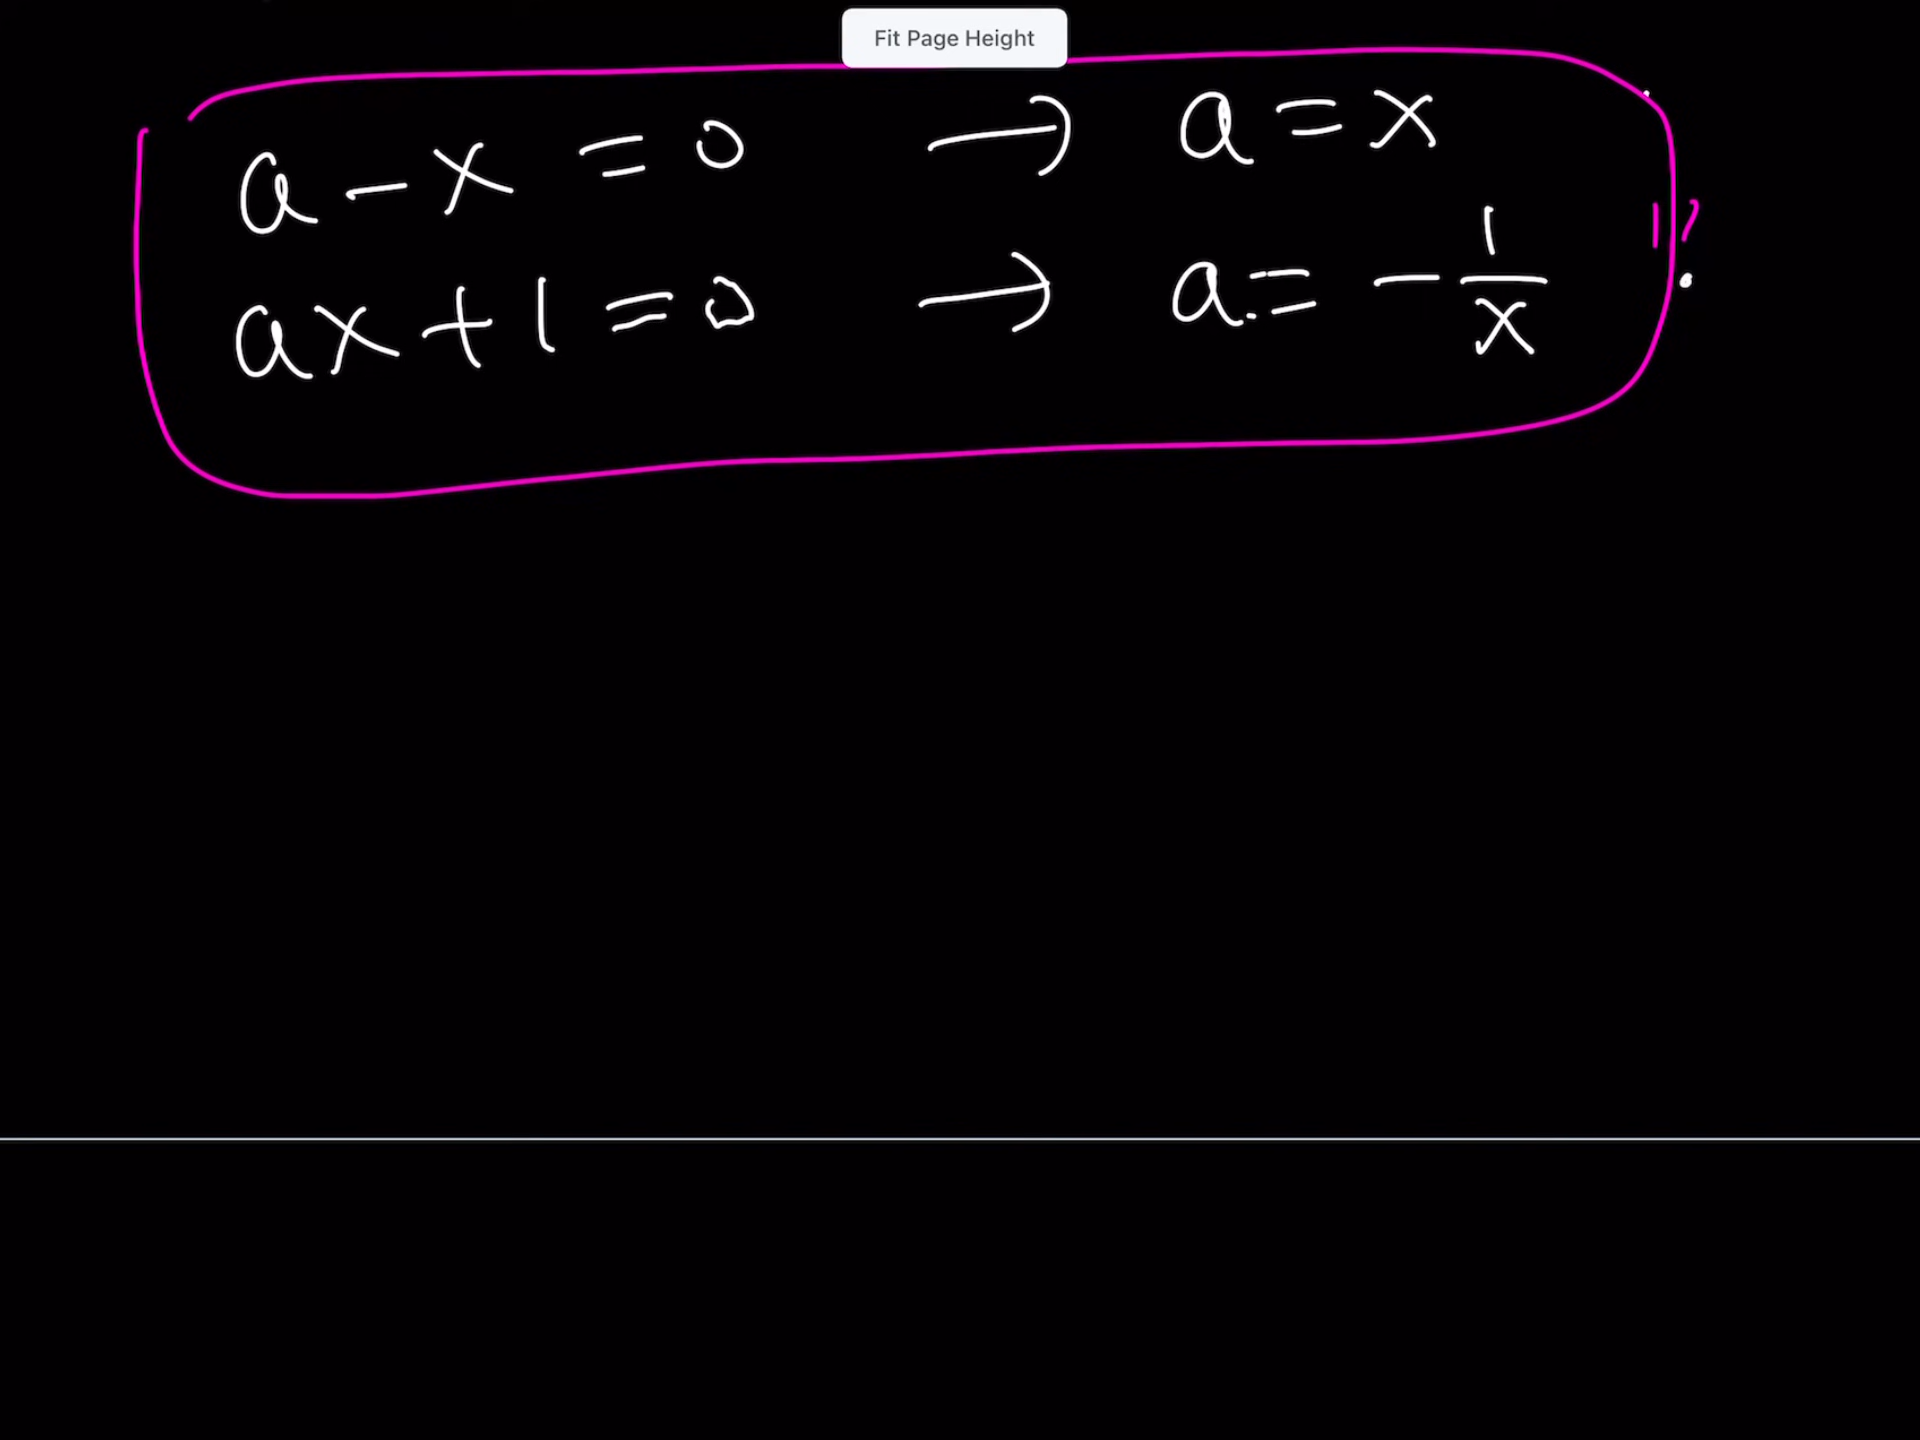 Fit Page Height
a - x = 0 → a = x
ax + 1 = 0 → a = - 1/x